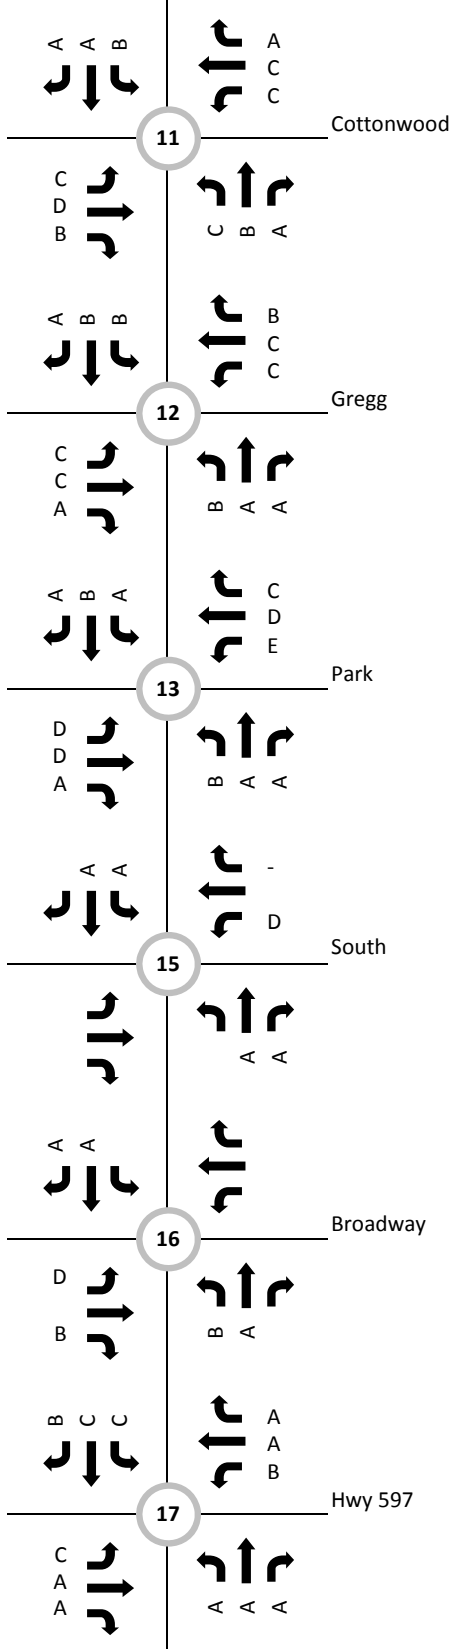 A A B
A
C
C
Cottonwood
11
C
D
B
C B A
A B B
B
C
C
Gregg
12
C
C
A
B A A
A B A
C
D
E
Park
13
D
D
A
B A A
A A
-
D
South
15
A A
A A
Broadway
16
D
B
B A
B C C
A
A
B
Hwy 597
17
C
A
A
A A A